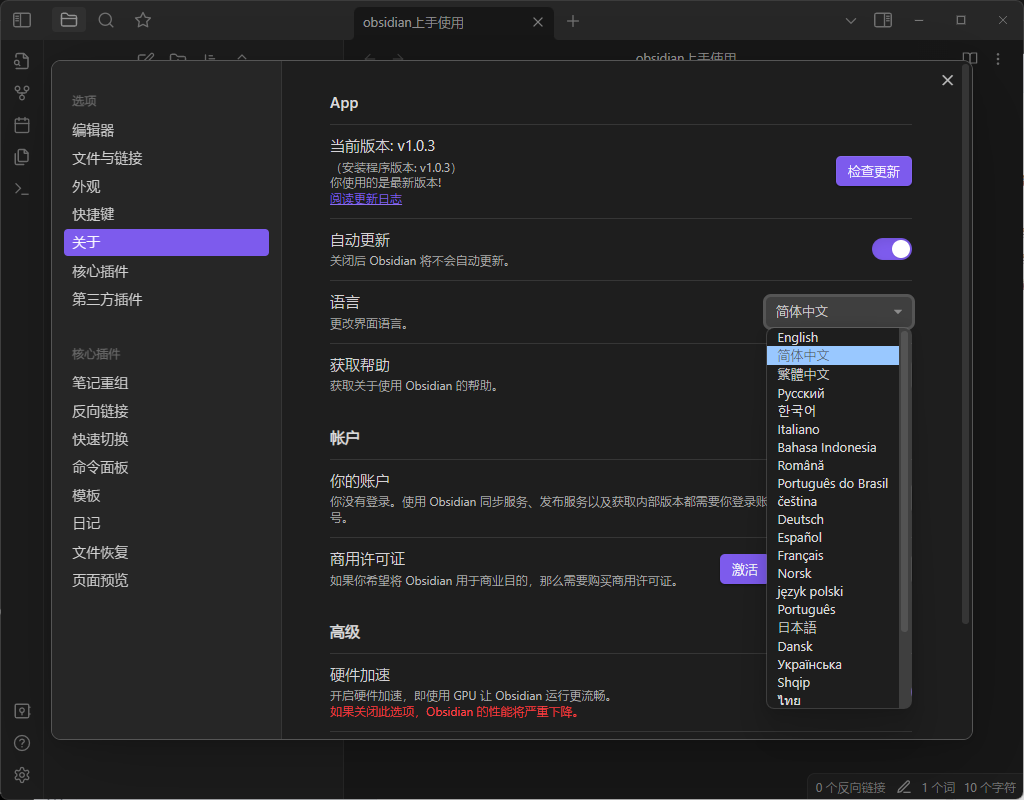 obsidian上手使用
obsidian上手使用
选项
编辑器
文件与链接
外观
快捷键
关于
核心插件
第三方插件
核心插件
笔记重组
反向链接
快速切换
命令面板
模板
日记
文件恢复
页面预览
App
当前版本: v1.0.3
（安装程序版本: v1.0.3）
你使用的是最新版本!
阅读更新日志
检查更新
自动更新
关闭后 Obsidian 将不会自动更新。
语言
更改界面语言。
简体中文
English
简体中文
繁體中文
Русский
한국어
Italiano
Bahasa Indonesia
Română
Português do Brasil
čeština
Deutsch
Español
Français
Norsk
język polski
Português
日本語
Dansk
Українська
Shqip
ไทย
获取帮助
获取关于使用 Obsidian 的帮助。
帐户
你的账户
你没有登录。使用 Obsidian 同步服务、发布服务以及获取内部版本都需要你登录账
号。
商用许可证
如果你希望将 Obsidian 用于商业目的，那么需要购买商用许可证。
激活
高级
硬件加速
开启硬件加速，即使用 GPU 让 Obsidian 运行更流畅。
如果关闭此选项，Obsidian 的性能将严重下降。
0 个反向链接
1 个词
10 个字符